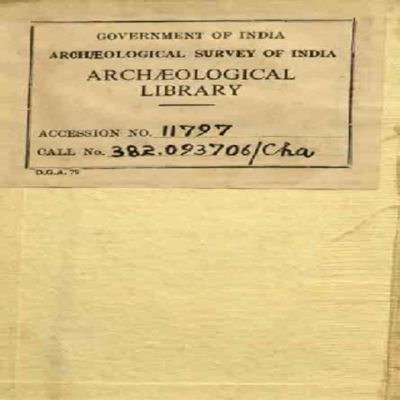 GOVERNMENT OF INDIA
ARCHÆOLOGICAL SURVEY OF INDIA
ARCHÆOLOGICAL
LIBRARY
ACCESSION NO. 11797
CALL No. 382.093706/Cha
D.G.A. 79